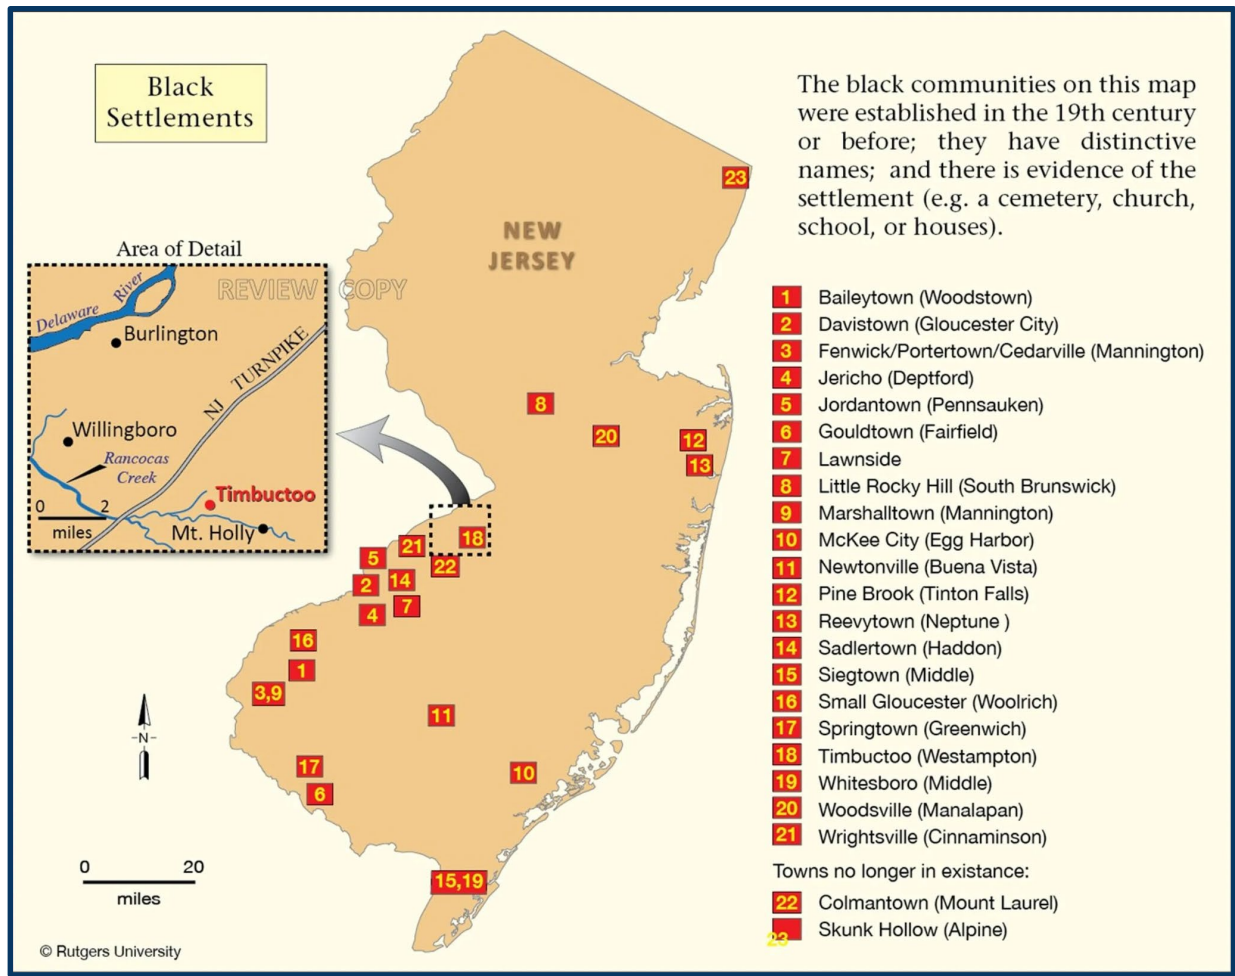 Black
Settlements
The black communities on this map
were established in the 19th century
or before; they have distinctive
names; and there is evidence of the
settlement (e.g. a cemetery, church,
school, or houses).
NEW
JERSEY
REVIEW COPY
Area of Detail
Delaware River
Burlington
NJ TURNPIKE
Willingboro
Rancocas
Creek
Timbuctoo
0 2
miles
Mt. Holly
23
8
20
12
13
18
21
5
22
14
2
7
4
16
1
3,9
11
17
10
6
15,19
-N-
0 20
miles
© Rutgers University
1 Baileytown (Woodstown)
2 Davistown (Gloucester City)
3 Fenwick/Portertown/Cedarville (Mannington)
4 Jericho (Deptford)
5 Jordantown (Pennsauken)
6 Gouldtown (Fairfield)
7 Lawnside
8 Little Rocky Hill (South Brunswick)
9 Marshalltown (Mannington)
10 McKee City (Egg Harbor)
11 Newtonville (Buena Vista)
12 Pine Brook (Tinton Falls)
13 Reevytown (Neptune )
14 Sadlertown (Haddon)
15 Siegtown (Middle)
16 Small Gloucester (Woolrich)
17 Springtown (Greenwich)
18 Timbuctoo (Westampton)
19 Whitesboro (Middle)
20 Woodsville (Manalapan)
21 Wrightsville (Cinnaminson)
Towns no longer in existance:
22 Colmantown (Mount Laurel)
23 Skunk Hollow (Alpine)